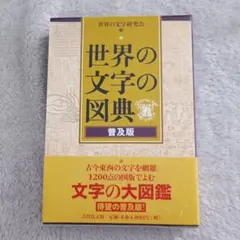 世界の文字研究会
編
世界の
文字の
図典
普及版
古今東西の文字を網羅!
1200点の図版でよむ
文字の大図鑑
待望の普及版!